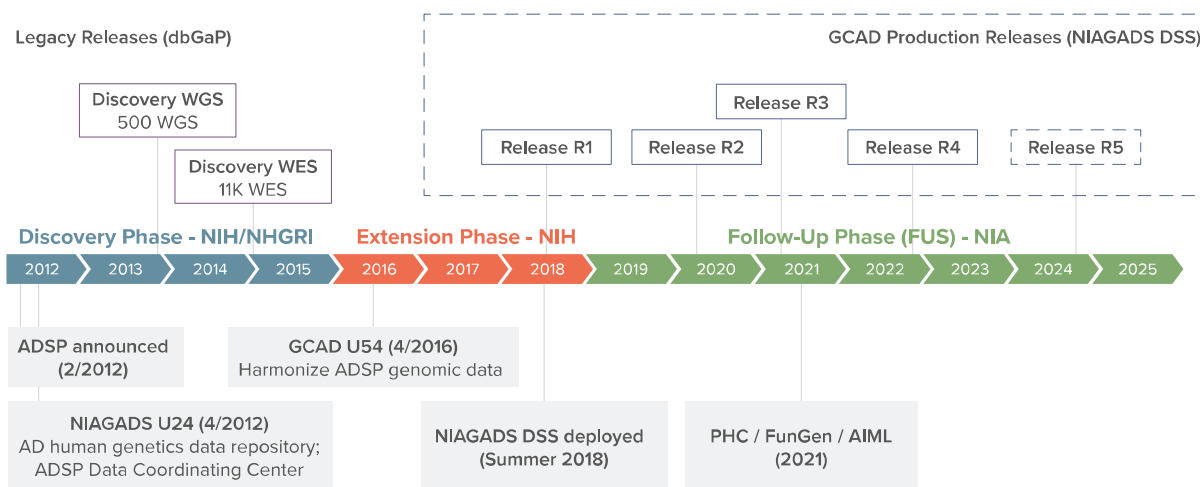 Legacy Releases (dbGaP)
GCAD Production Releases (NIAGADS DSS)
Discovery WGS
500 WGS
Discovery WES
11K WES
Release R1
Release R2
Release R3
Release R4
Release R5
Discovery Phase - NIH/NHGRI
Extension Phase - NIH
Follow-Up Phase (FUS) - NIA
2012
2013
2014
2015
2016
2017
2018
2019
2020
2021
2022
2023
2024
2025
ADSP announced
(2/2012)
NIAGADS U24 (4/2012)
AD human genetics data repository;
ADSP Data Coordinating Center
GCAD U54 (4/2016)
Harmonize ADSP genomic data
NIAGADS DSS deployed
(Summer 2018)
PHC / FunGen / AIML
(2021)